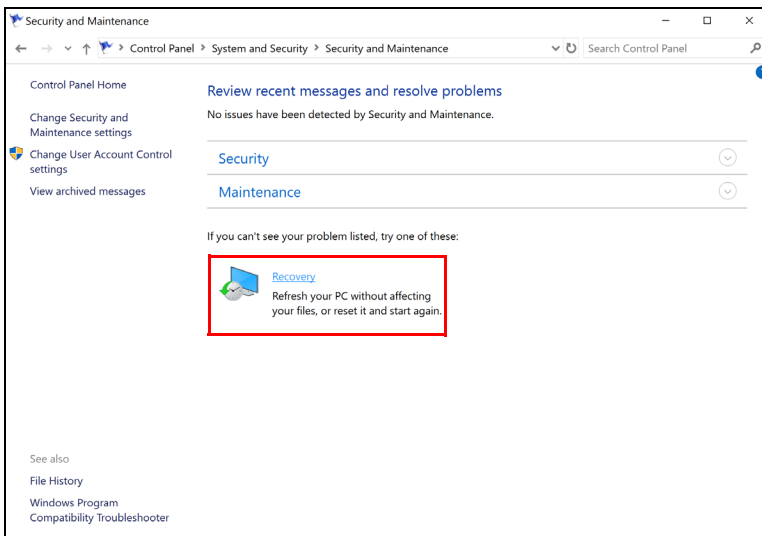 Security and Maintenance
Control Panel > System and Security > Security and Maintenance
Search Control Panel
Control Panel Home
Change Security and
Maintenance settings
Change User Account Control
settings
View archived messages
Review recent messages and resolve problems
No issues have been detected by Security and Maintenance.
Security
Maintenance
If you can't see your problem listed, try one of these:
Recovery
Refresh your PC without affecting
your files, or reset it and start again.
See also
File History
Windows Program
Compatibility Troubleshooter